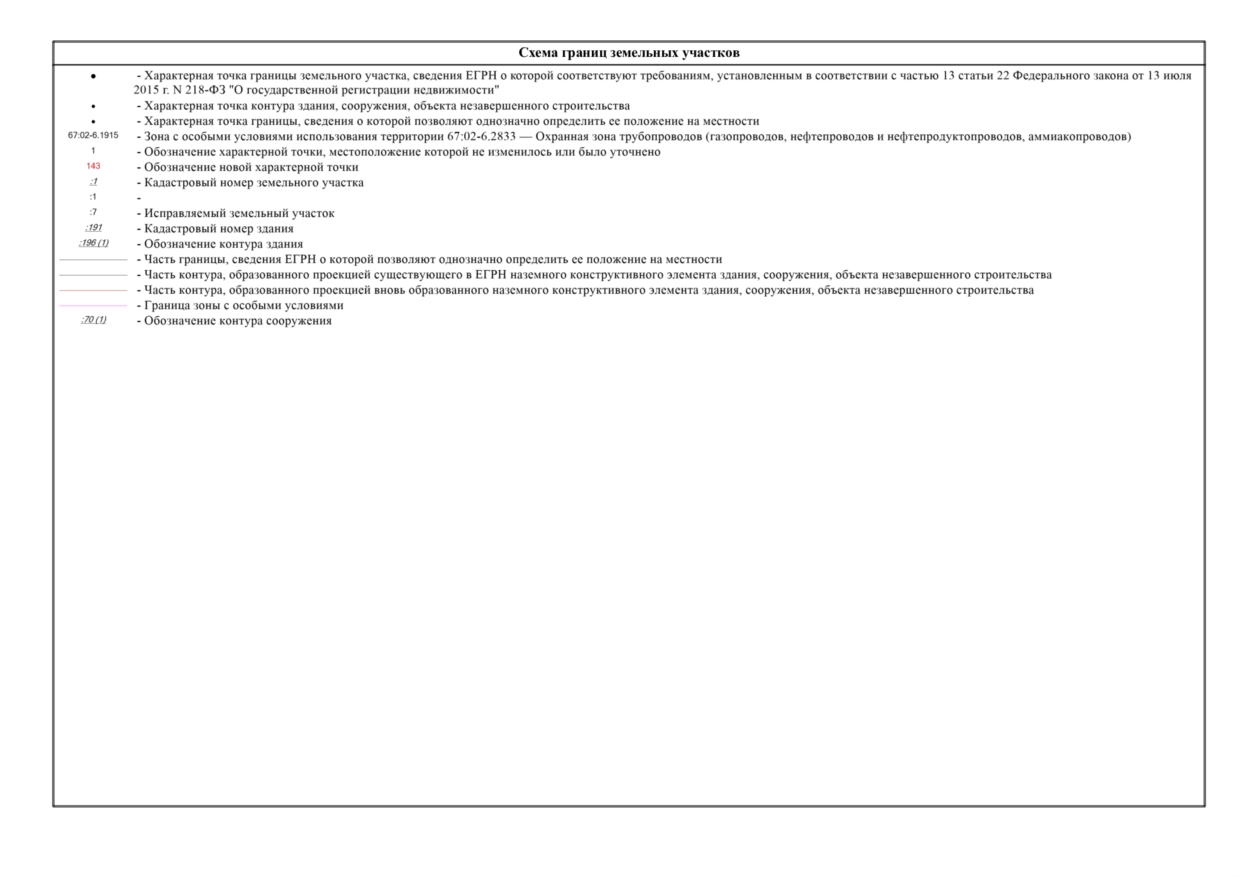 Схема границ земельных участков
- Характерная точка границы земельного участка, сведения ЕГРН о которой соответствуют требованиям, установленным в соответствии с частью 13 статьи 22 Федерального закона от 13 июля
2015 г. N 218-ФЗ "О государственной регистрации недвижимости"
- Характерная точка контура здания, сооружения, объекта незавершенного строительства
- Характерная точка границы, сведения о которой позволяют однозначно определить ее положение на местности
67:02-6.1915 - Зона с особыми условиями использования территории 67:02-6.2833 — Охранная зона трубопроводов (газопроводов, нефтепроводов и нефтепродуктопроводов, аммиакопроводов)
1 - Обозначение характерной точки, местоположение которой не изменилось или было уточнено
143 - Обозначение новой характерной точки
:1 - Кадастровый номер земельного участка
:1 -
:7 - Исправляемый земельный участок
:191 - Кадастровый номер здания
:196 (1) - Обозначение контура здания
- Часть границы, сведения ЕГРН о которой позволяют однозначно определить ее положение на местности
- Часть контура, образованного проекцией существующего в ЕГРН наземного конструктивного элемента здания, сооружения, объекта незавершенного строительства
- Часть контура, образованного проекцией вновь образованного наземного конструктивного элемента здания, сооружения, объекта незавершенного строительства
- Граница зоны с особыми условиями
:70 (1) - Обозначение контура сооружения